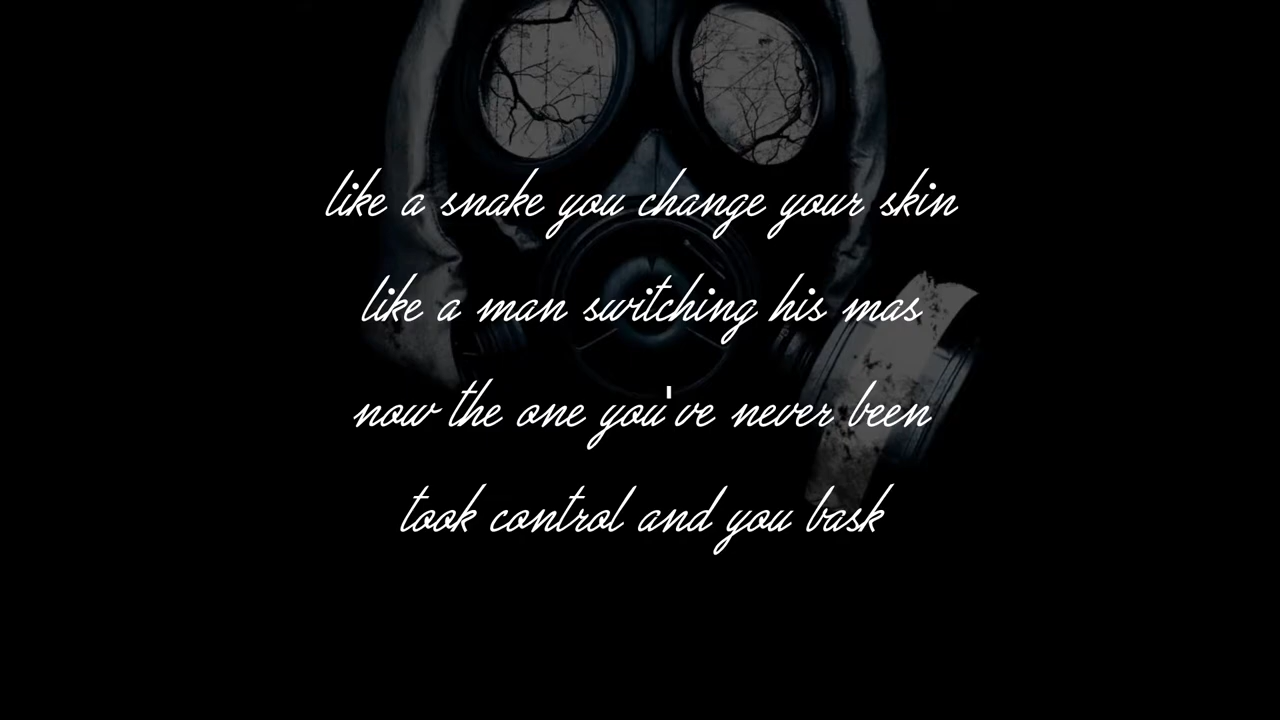 like a snake you change your skin
like a man switching his mas
now the one you've never been
took control and you bask